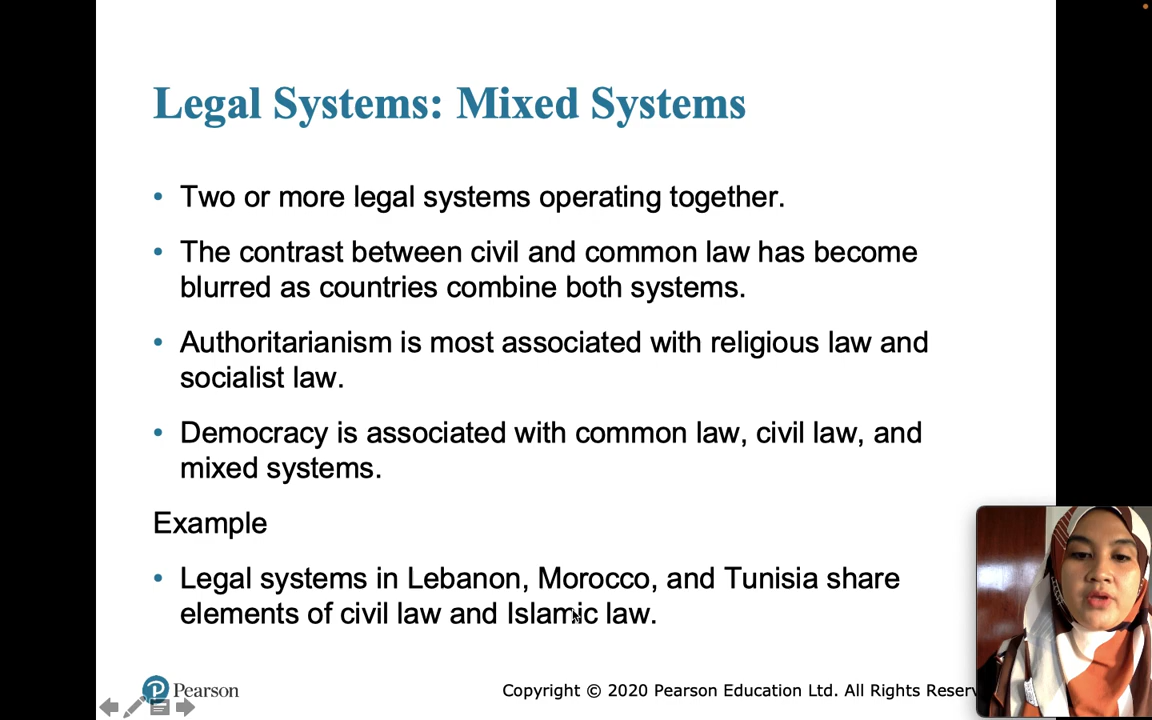 Legal Systems: Mixed Systems
• Two or more legal systems operating together.
• The contrast between civil and common law has become
blurred as countries combine both systems.
• Authoritarianism is most associated with religious law and
socialist law.
• Democracy is associated with common law, civil law, and
mixed systems.
Example
• Legal systems in Lebanon, Morocco, and Tunisia share
elements of civil law and Islamic law.
P Pearson
Copyright © 2020 Pearson Education Ltd. All Rights